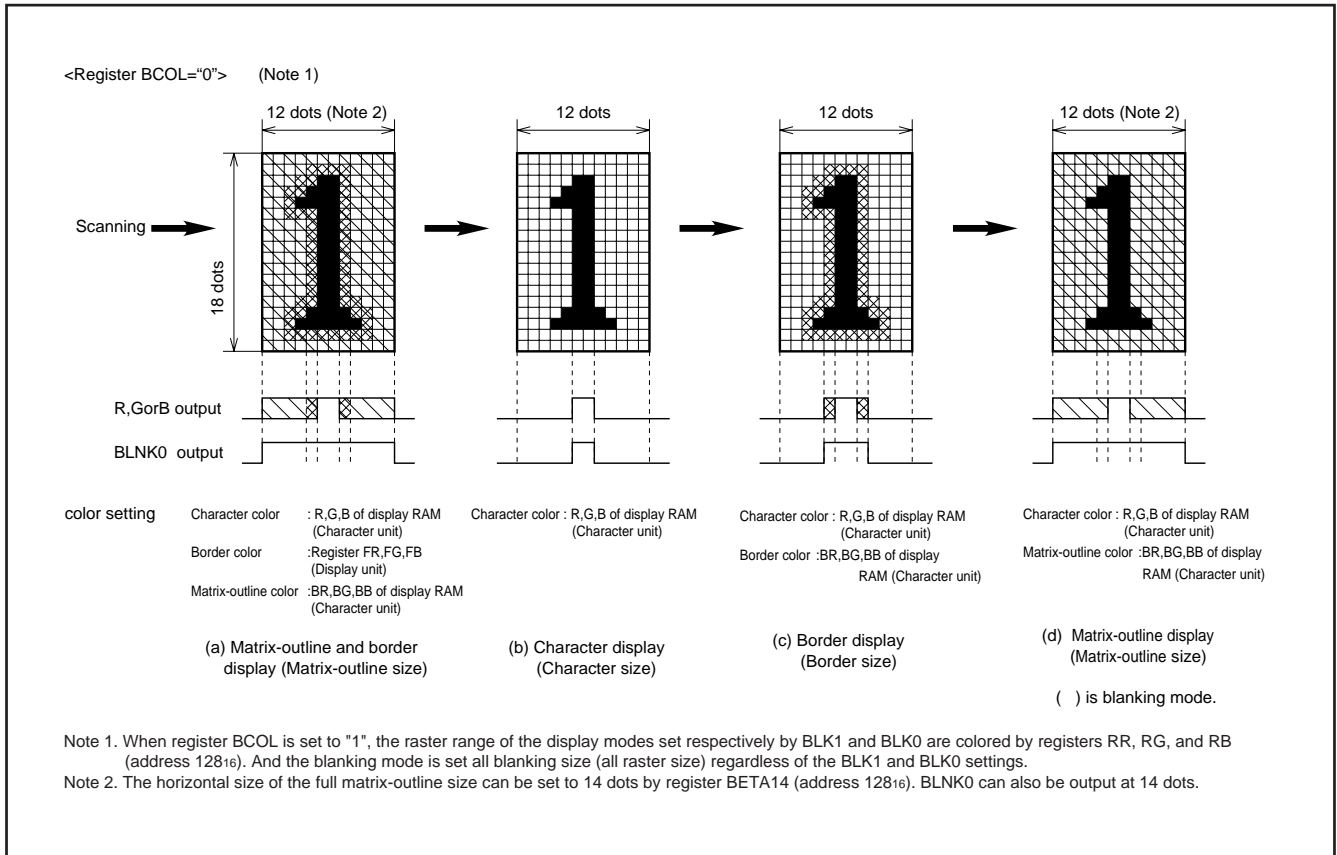 <Register BCOL=“0”> (Note 1)
12 dots (Note 2)
12 dots
12 dots
12 dots (Note 2)
Scanning
18 dots
R,GorB output
BLNK0 output
color setting
Character color : R,G,B of display RAM
(Character unit)
Border color :Register FR,FG,FB
(Display unit)
Matrix-outline color :BR,BG,BB of display RAM
(Character unit)
(a) Matrix-outline and border
display (Matrix-outline size)
Character color : R,G,B of display RAM
(Character unit)
(b) Character display
(Character size)
Character color : R,G,B of display RAM
(Character unit)
Border color :BR,BG,BB of display
RAM (Character unit)
(c) Border display
(Border size)
Character color : R,G,B of display RAM
(Character unit)
Matrix-outline color :BR,BG,BB of display
RAM (Character unit)
(d) Matrix-outline display
(Matrix-outline size)
( ) is blanking mode.
Note 1. When register BCOL is set to "1", the raster range of the display modes set respectively by BLK1 and BLK0 are colored by registers RR, RG, and RB
(address 12816). And the blanking mode is set all blanking size (all raster size) regardless of the BLK1 and BLK0 settings.
Note 2. The horizontal size of the full matrix-outline size can be set to 14 dots by register BETA14 (address 12816). BLNK0 can also be output at 14 dots.